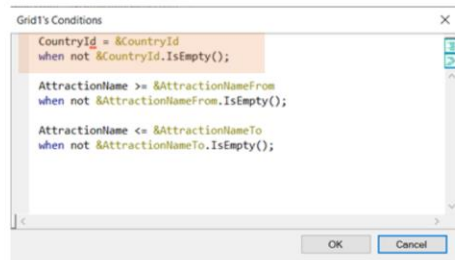 Grid1's Conditions
CountryId = &CountryId
when not &CountryId.IsEmpty();
AttractionName >= &AttractionNameFrom
when not &AttractionNameFrom.IsEmpty();
AttractionName <= &AttractionNameTo
when not &AttractionNameTo.IsEmpty();
OK Cancel